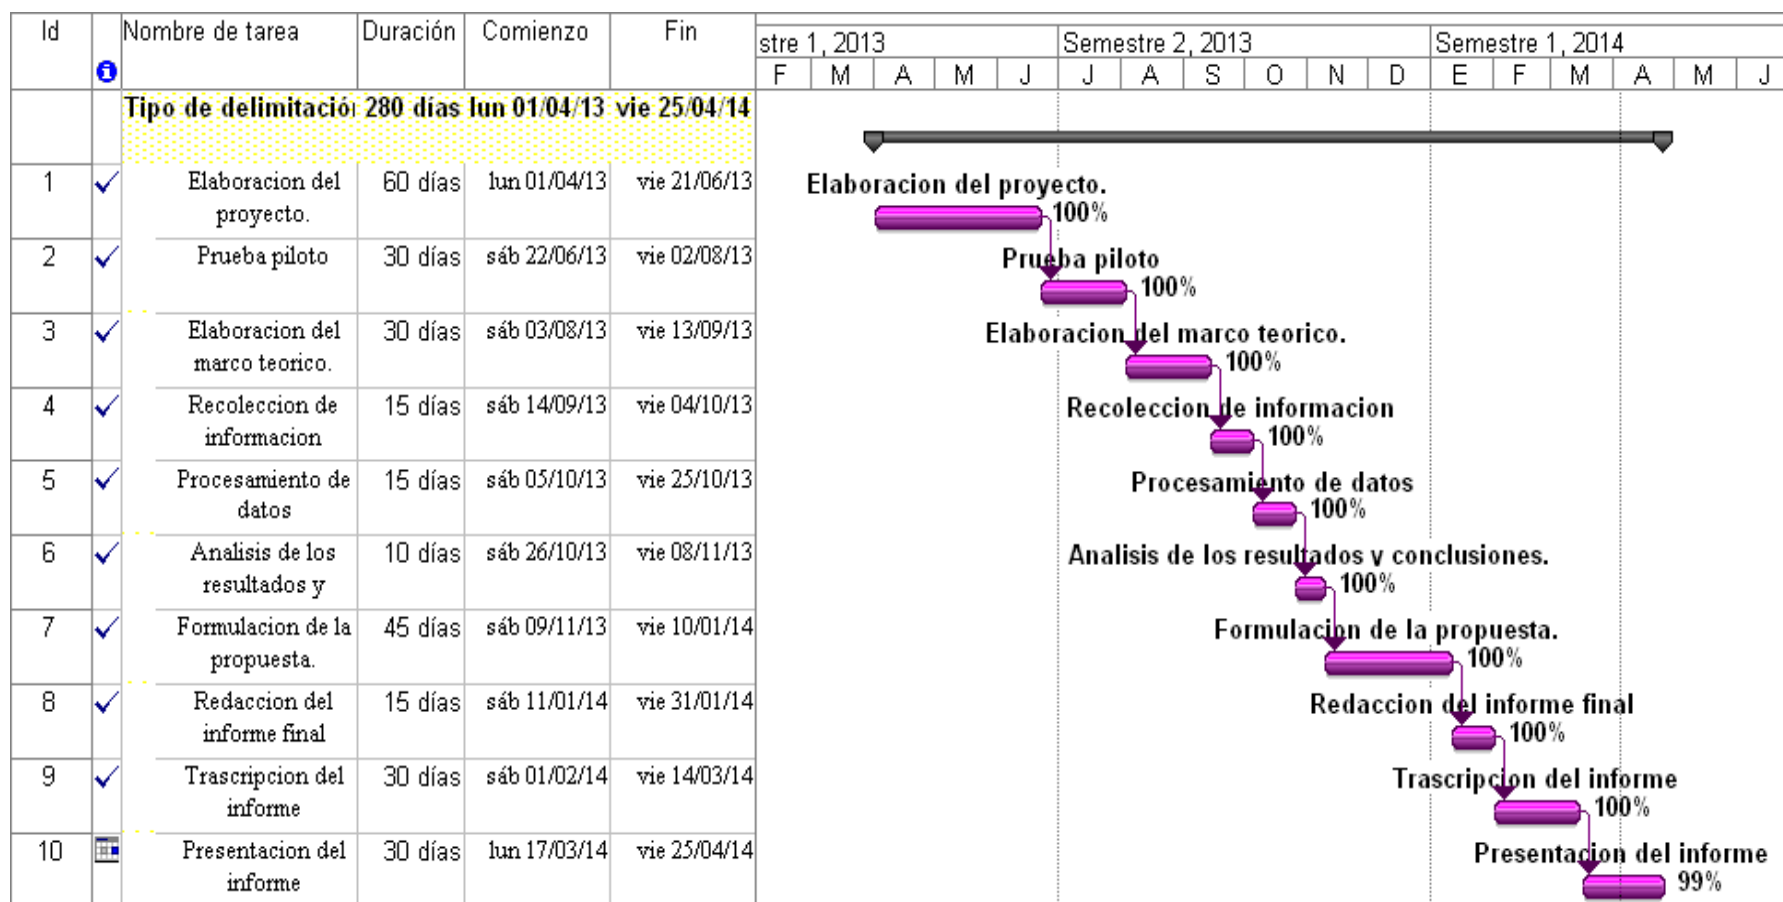 Id Nombre de tarea Duración Comienzo Fin
stre 1, 2013 Semestre 2, 2013 Semestre 1, 2014
F M A M J J A S O N D E F M A M J
Tipo de delimitació 280 días lun 01/04/13 vie 25/04/14
1 Elaboracion del proyecto. 60 días lun 01/04/13 vie 21/06/13
Elaboracion del proyecto.
100%
2 Prueba piloto 30 días sáb 22/06/13 vie 02/08/13
Prueba piloto
100%
3 Elaboracion del marco teorico. 30 días sáb 03/08/13 vie 13/09/13
Elaboracion del marco teorico.
100%
4 Recoleccion de informacion 15 días sáb 14/09/13 vie 04/10/13
Recoleccion de informacion
100%
5 Procesamiento de datos 15 días sáb 05/10/13 vie 25/10/13
Procesamiento de datos
100%
6 Analisis de los resultados y 10 días sáb 26/10/13 vie 08/11/13
Analisis de los resultados y conclusiones.
100%
7 Formulacion de la propuesta. 45 días sáb 09/11/13 vie 10/01/14
Formulacion de la propuesta.
100%
8 Redaccion del informe final 15 días sáb 11/01/14 vie 31/01/14
Redaccion del informe final
100%
9 Trascripcion del informe 30 días sáb 01/02/14 vie 14/03/14
Trascripcion del informe
100%
10 Presentacion del informe 30 días lun 17/03/14 vie 25/04/14
Presentacion del informe
99%